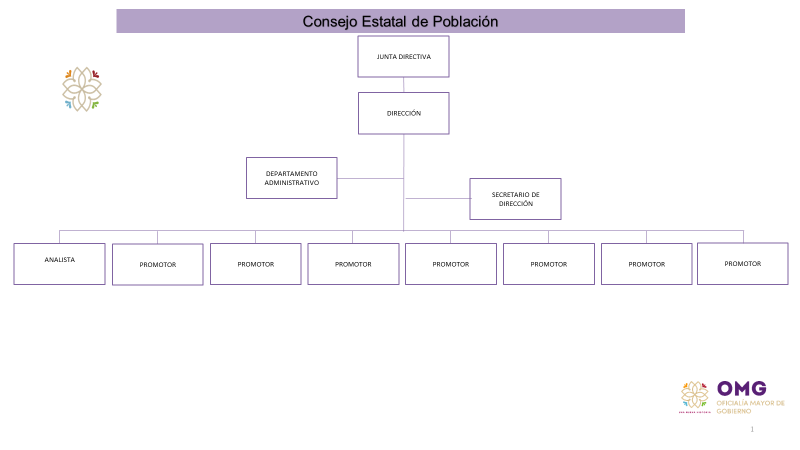 Consejo Estatal de Población
JUNTA DIRECTIVA
DIRECCIÓN
DEPARTAMENTO
ADMINISTRATIVO
SECRETARIO DE
DIRECCIÓN
ANALISTA
PROMOTOR
PROMOTOR
PROMOTOR
PROMOTOR
PROMOTOR
PROMOTOR
PROMOTOR
OMG
OFICIALÍA MAYOR DE
GOBIERNO
1